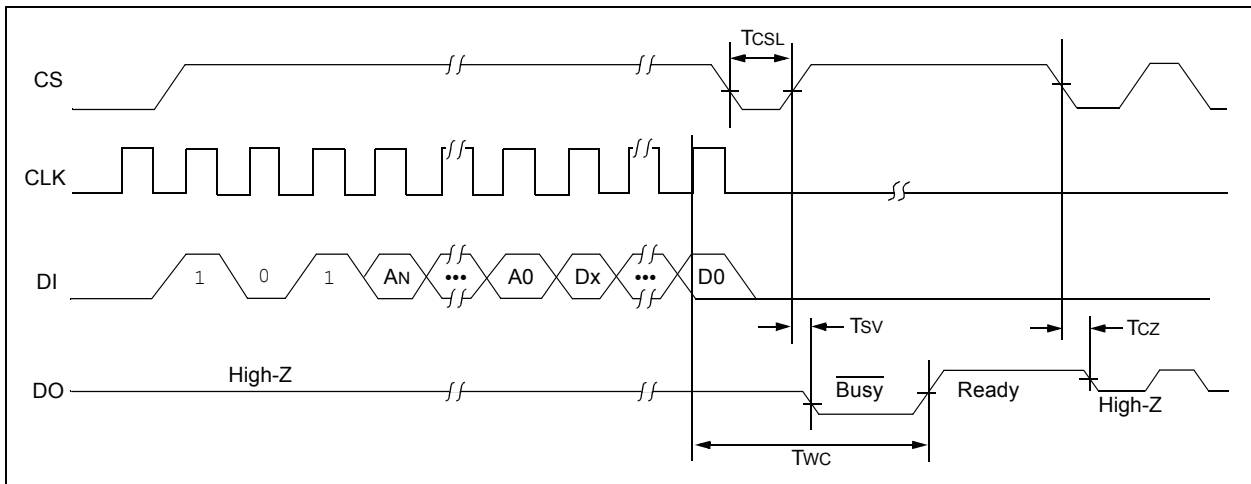 TCSL
CS
CLK
DI 1 0 1 AN ••• A0 Dx ••• D0
TSV TCZ
High-Z Busy Ready
DO High-Z
TWC